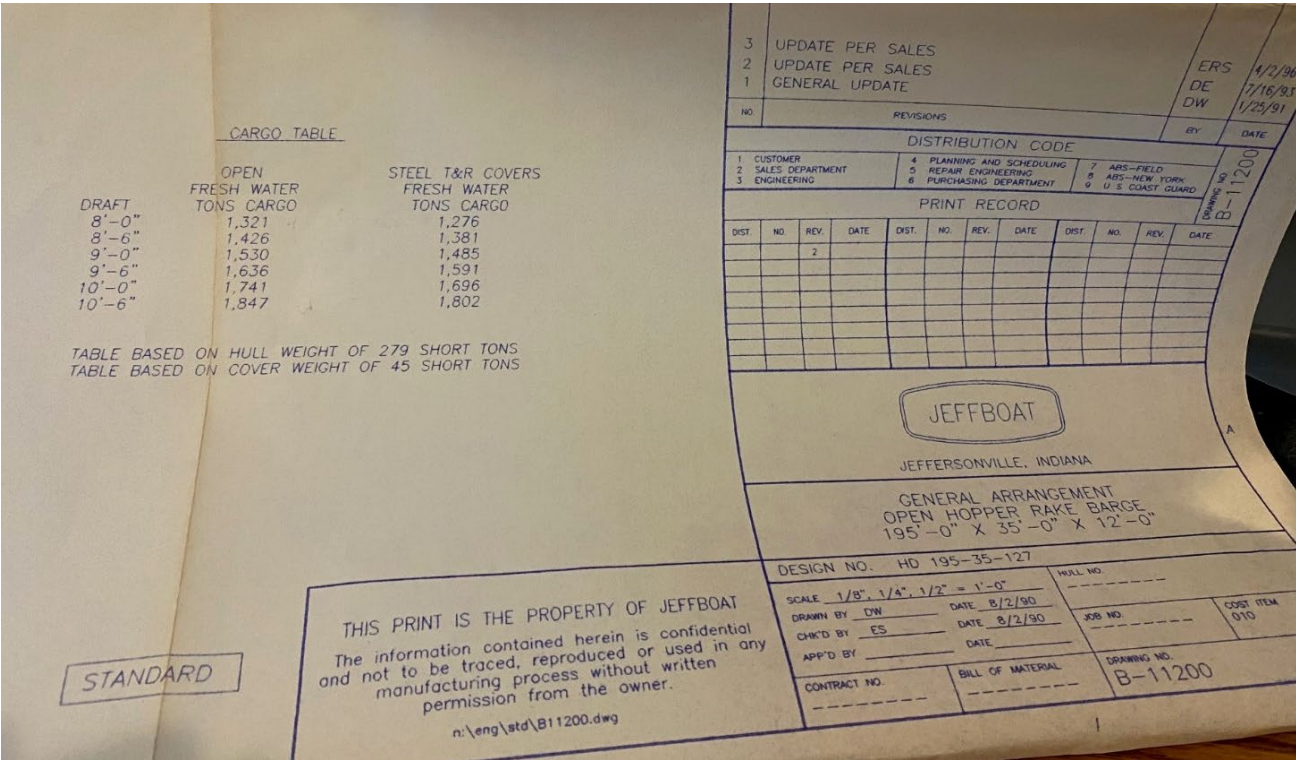 CARGO TABLE
OPEN STEEL T&R COVERS
FRESH WATER FRESH WATER
DRAFT TONS CARGO TONS CARGO
8'-0" 1,321 1,276
8'-6" 1,426 1,381
9'-0" 1,530 1,485
9'-6" 1,636 1,591
10'-0" 1,741 1,696
10'-6" 1,847 1,802
TABLE BASED ON HULL WEIGHT OF 279 SHORT TONS
TABLE BASED ON COVER WEIGHT OF 45 SHORT TONS
STANDARD
THIS PRINT IS THE PROPERTY OF JEFFBOAT
The information contained herein is confidential
and not to be traced, reproduced or used in any
manufacturing process without written
permission from the owner.
n:\eng\std\B11200.dwg
3 UPDATE PER SALES ERS 4/2/96
2 UPDATE PER SALES DE 7/16/93
1 GENERAL UPDATE DW 1/25/91
NO. REVISIONS BY DATE
DISTRIBUTION CODE
1 CUSTOMER 4 PLANNING AND SCHEDULING 7 ABS-FIELD
2 SALES DEPARTMENT 5 REPAIR ENGINEERING 8 ABS-NEW YORK
3 ENGINEERING 6 PURCHASING DEPARTMENT 9 U S COAST GUARD
DRAWING NO.
B-11200
PRINT RECORD
DIST. NO. REV. DATE DIST. NO. REV. DATE DIST. NO. REV. DATE
2
JEFFBOAT
JEFFERSONVILLE, INDIANA
A
GENERAL ARRANGEMENT
OPEN HOPPER RAKE BARGE
195'-0" X 35'-0" X 12'-0"
DESIGN NO. HD 195-35-127
SCALE 1/8", 1/4", 1/2" = 1'-0"
DRAWN BY DW DATE 8/2/90
CHK'D BY ES DATE 8/2/90
APP'D BY DATE
HULL NO.
JOB NO.
COST ITEM
010
CONTRACT NO.
BILL OF MATERIAL
DRAWING NO.
B-11200
1